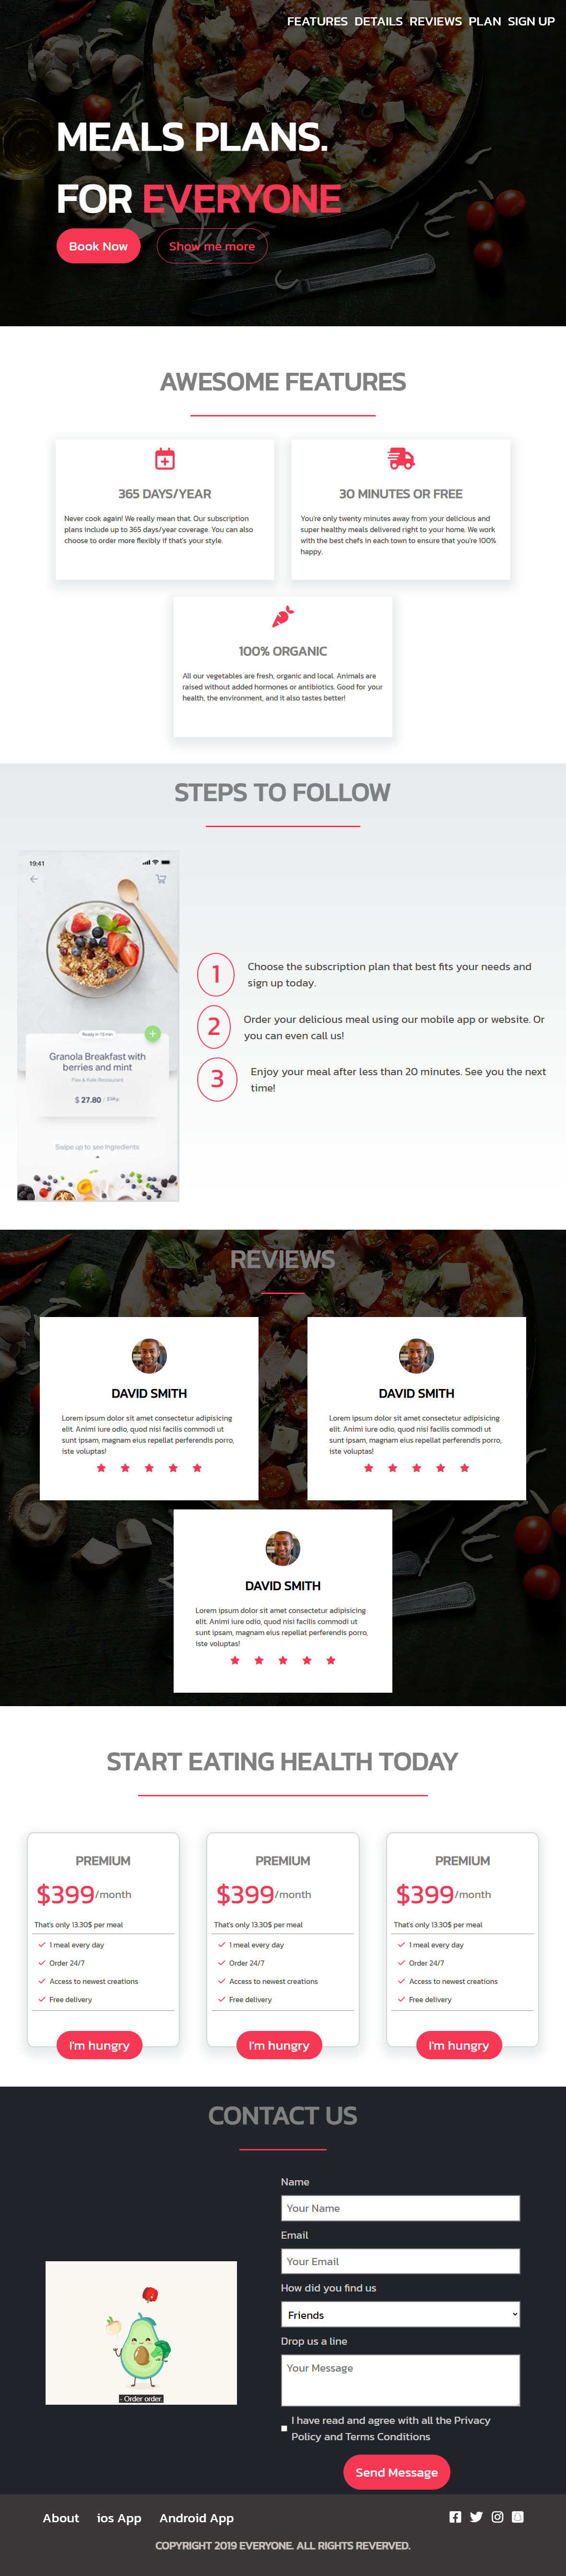 FEATURES DETAILS REVIEWS PLAN SIGN UP
MEALS PLANS.
FOR EVERYONE
Book Now
Show me more
AWESOME FEATURES
365 DAYS/YEAR
Never cook again! We really mean that. Our subscription
plans include up to 365 days/year coverage. You can also
choose to order more flexibly if that's your style.
30 MINUTES OR FREE
You're only twenty minutes away from your delicious and
super healthy meals delivered right to your home. We work
with the best chefs in each town to ensure that you're 100%
happy.
100% ORGANIC
All our vegetables are fresh, organic and local. Animals are
raised without added hormones or antibiotics. Good for your
health, the environment, and it also tastes better!
STEPS TO FOLLOW
19:41
Ready in 15 min
Granola Breakfast with
berries and mint
$ 27.80
Swipe up to see Ingredients
1
Choose the subscription plan that best fits your needs and
sign up today.
2
Order your delicious meal using our mobile app or website. Or
you can even call us!
3
Enjoy your meal after less than 20 minutes. See you the next
time!
REVIEWS
DAVID SMITH
Lorem ipsum dolor sit amet consectetur adipisicing
elit. Animi iure odio, quod nisi facilis commodi ut
sunt ipsam, magnam eius repellat perferendis porro,
iste voluptas!
DAVID SMITH
Lorem ipsum dolor sit amet consectetur adipisicing
elit. Animi iure odio, quod nisi facilis commodi ut
sunt ipsam, magnam eius repellat perferendis porro,
iste voluptas!
DAVID SMITH
Lorem ipsum dolor sit amet consectetur adipisicing
elit. Animi iure odio, quod nisi facilis commodi ut
sunt ipsam, magnam eius repellat perferendis porro,
iste voluptas!
START EATING HEALTH TODAY
PREMIUM
$399/month
That's only 13.30$ per meal
1 meal every day
Order 24/7
Access to newest creations
Free delivery
I'm hungry
PREMIUM
$399/month
That's only 13.30$ per meal
1 meal every day
Order 24/7
Access to newest creations
Free delivery
I'm hungry
PREMIUM
$399/month
That's only 13.30$ per meal
1 meal every day
Order 24/7
Access to newest creations
Free delivery
I'm hungry
CONTACT US
- Order order
Name
Your Name
Email
Your Email
How did you find us
Friends
Drop us a line
Your Message
I have read and agree with all the Privacy
Policy and Terms Conditions
Send Message
About ios App Android App
COPYRIGHT 2019 EVERYONE. ALL RIGHTS REVERVED.